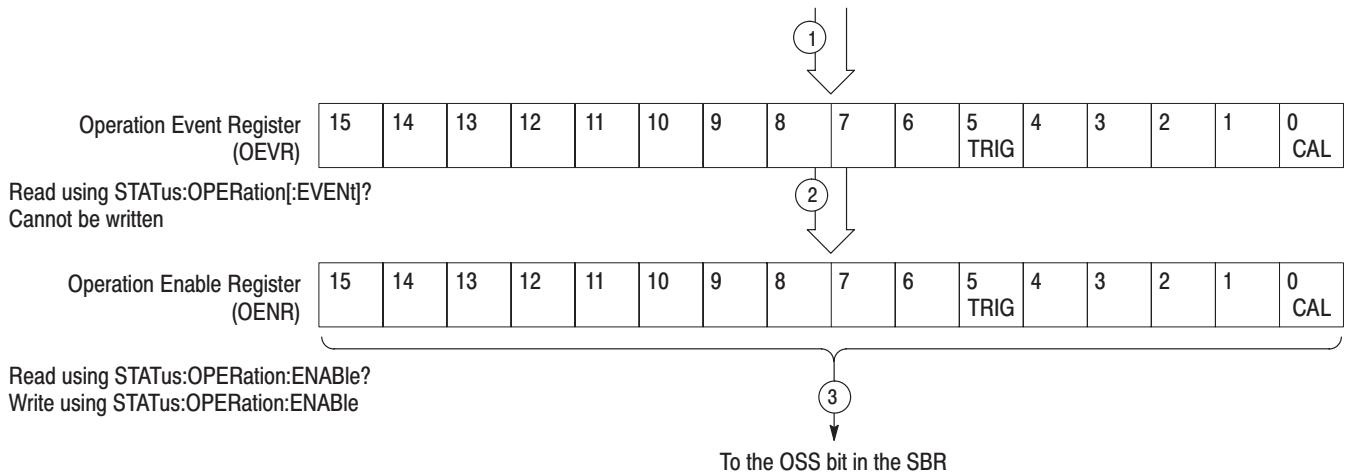 1
Operation Event Register
(OEVR)
15 14 13 12 11 10 9 8 7 6 5 4 3 2 1 0
TRIG CAL
Read using STATus:OPERation[:EVENt]?
Cannot be written
2
Operation Enable Register
(OENR)
15 14 13 12 11 10 9 8 7 6 5 4 3 2 1 0
TRIG CAL
Read using STATus:OPERation:ENABle?
Write using STATus:OPERation:ENABle
3
To the OSS bit in the SBR